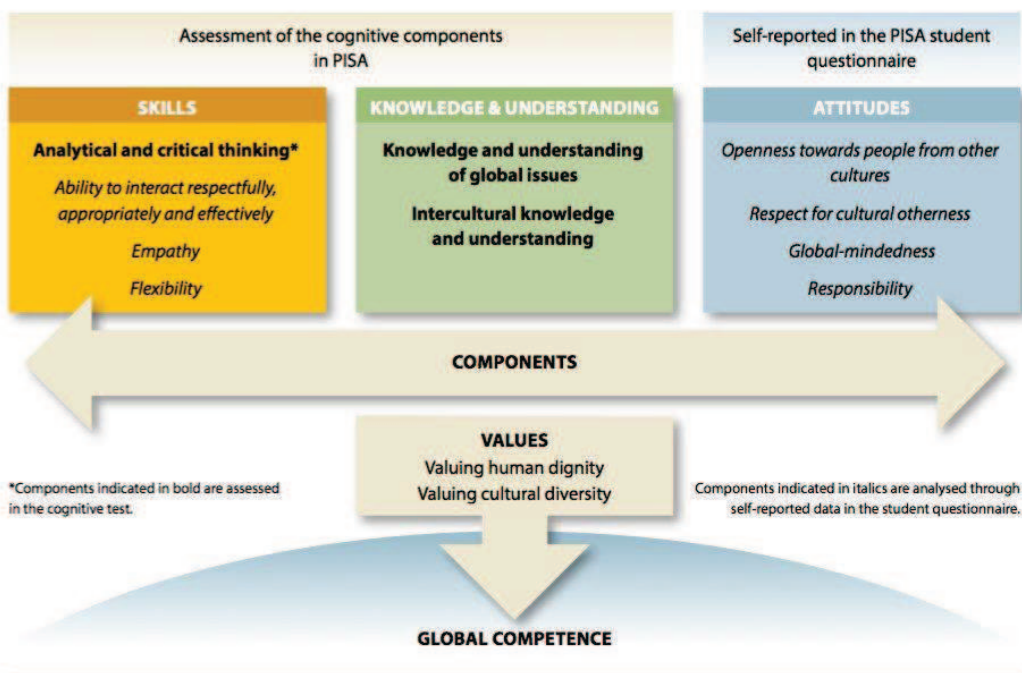 Assessment of the cognitive components
in PISA
Self-reported in the PISA student
questionnaire
SKILLS
Analytical and critical thinking*
Ability to interact respectfully,
appropriately and effectively
Empathy
Flexibility
KNOWLEDGE & UNDERSTANDING
Knowledge and understanding
of global issues
Intercultural knowledge
and understanding
ATTITUDES
Openness towards people from other
cultures
Respect for cultural otherness
Global-mindedness
Responsibility
COMPONENTS
VALUES
Valuing human dignity
Valuing cultural diversity
*Components indicated in bold are assessed
in the cognitive test.
Components indicated in italics are analysed through
self-reported data in the student questionnaire.
GLOBAL COMPETENCE